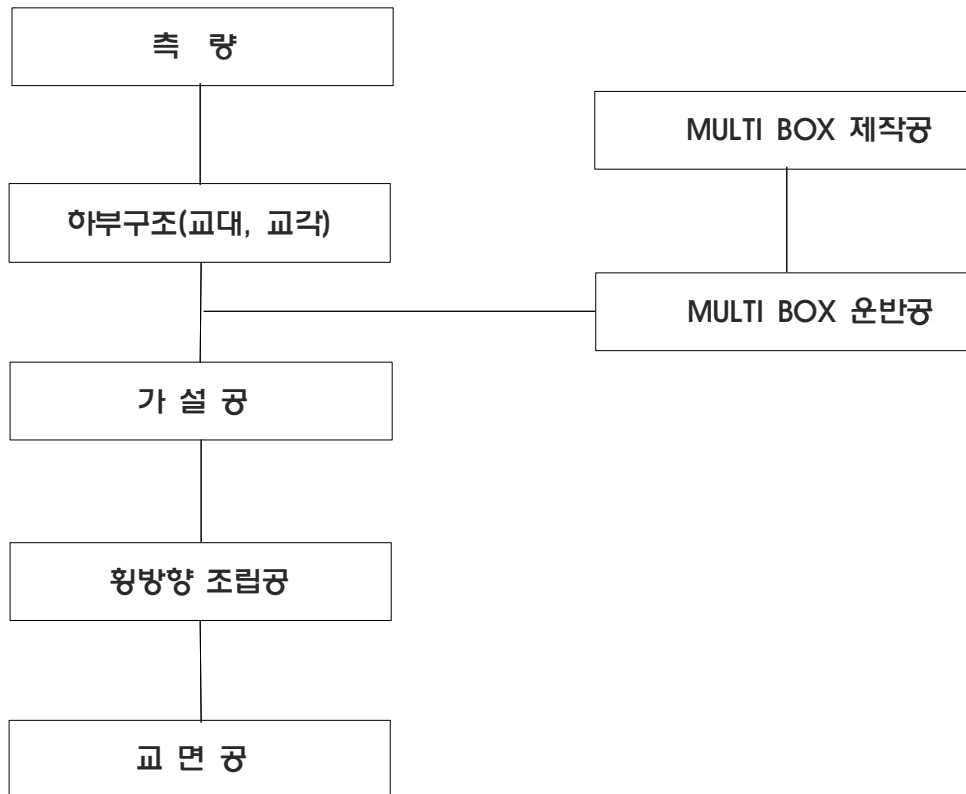 측 량
MULTI BOX 제작공
하부구조(교대, 교각)
MULTI BOX 운반공
가 설 공
횡방향 조립공
교 면 공